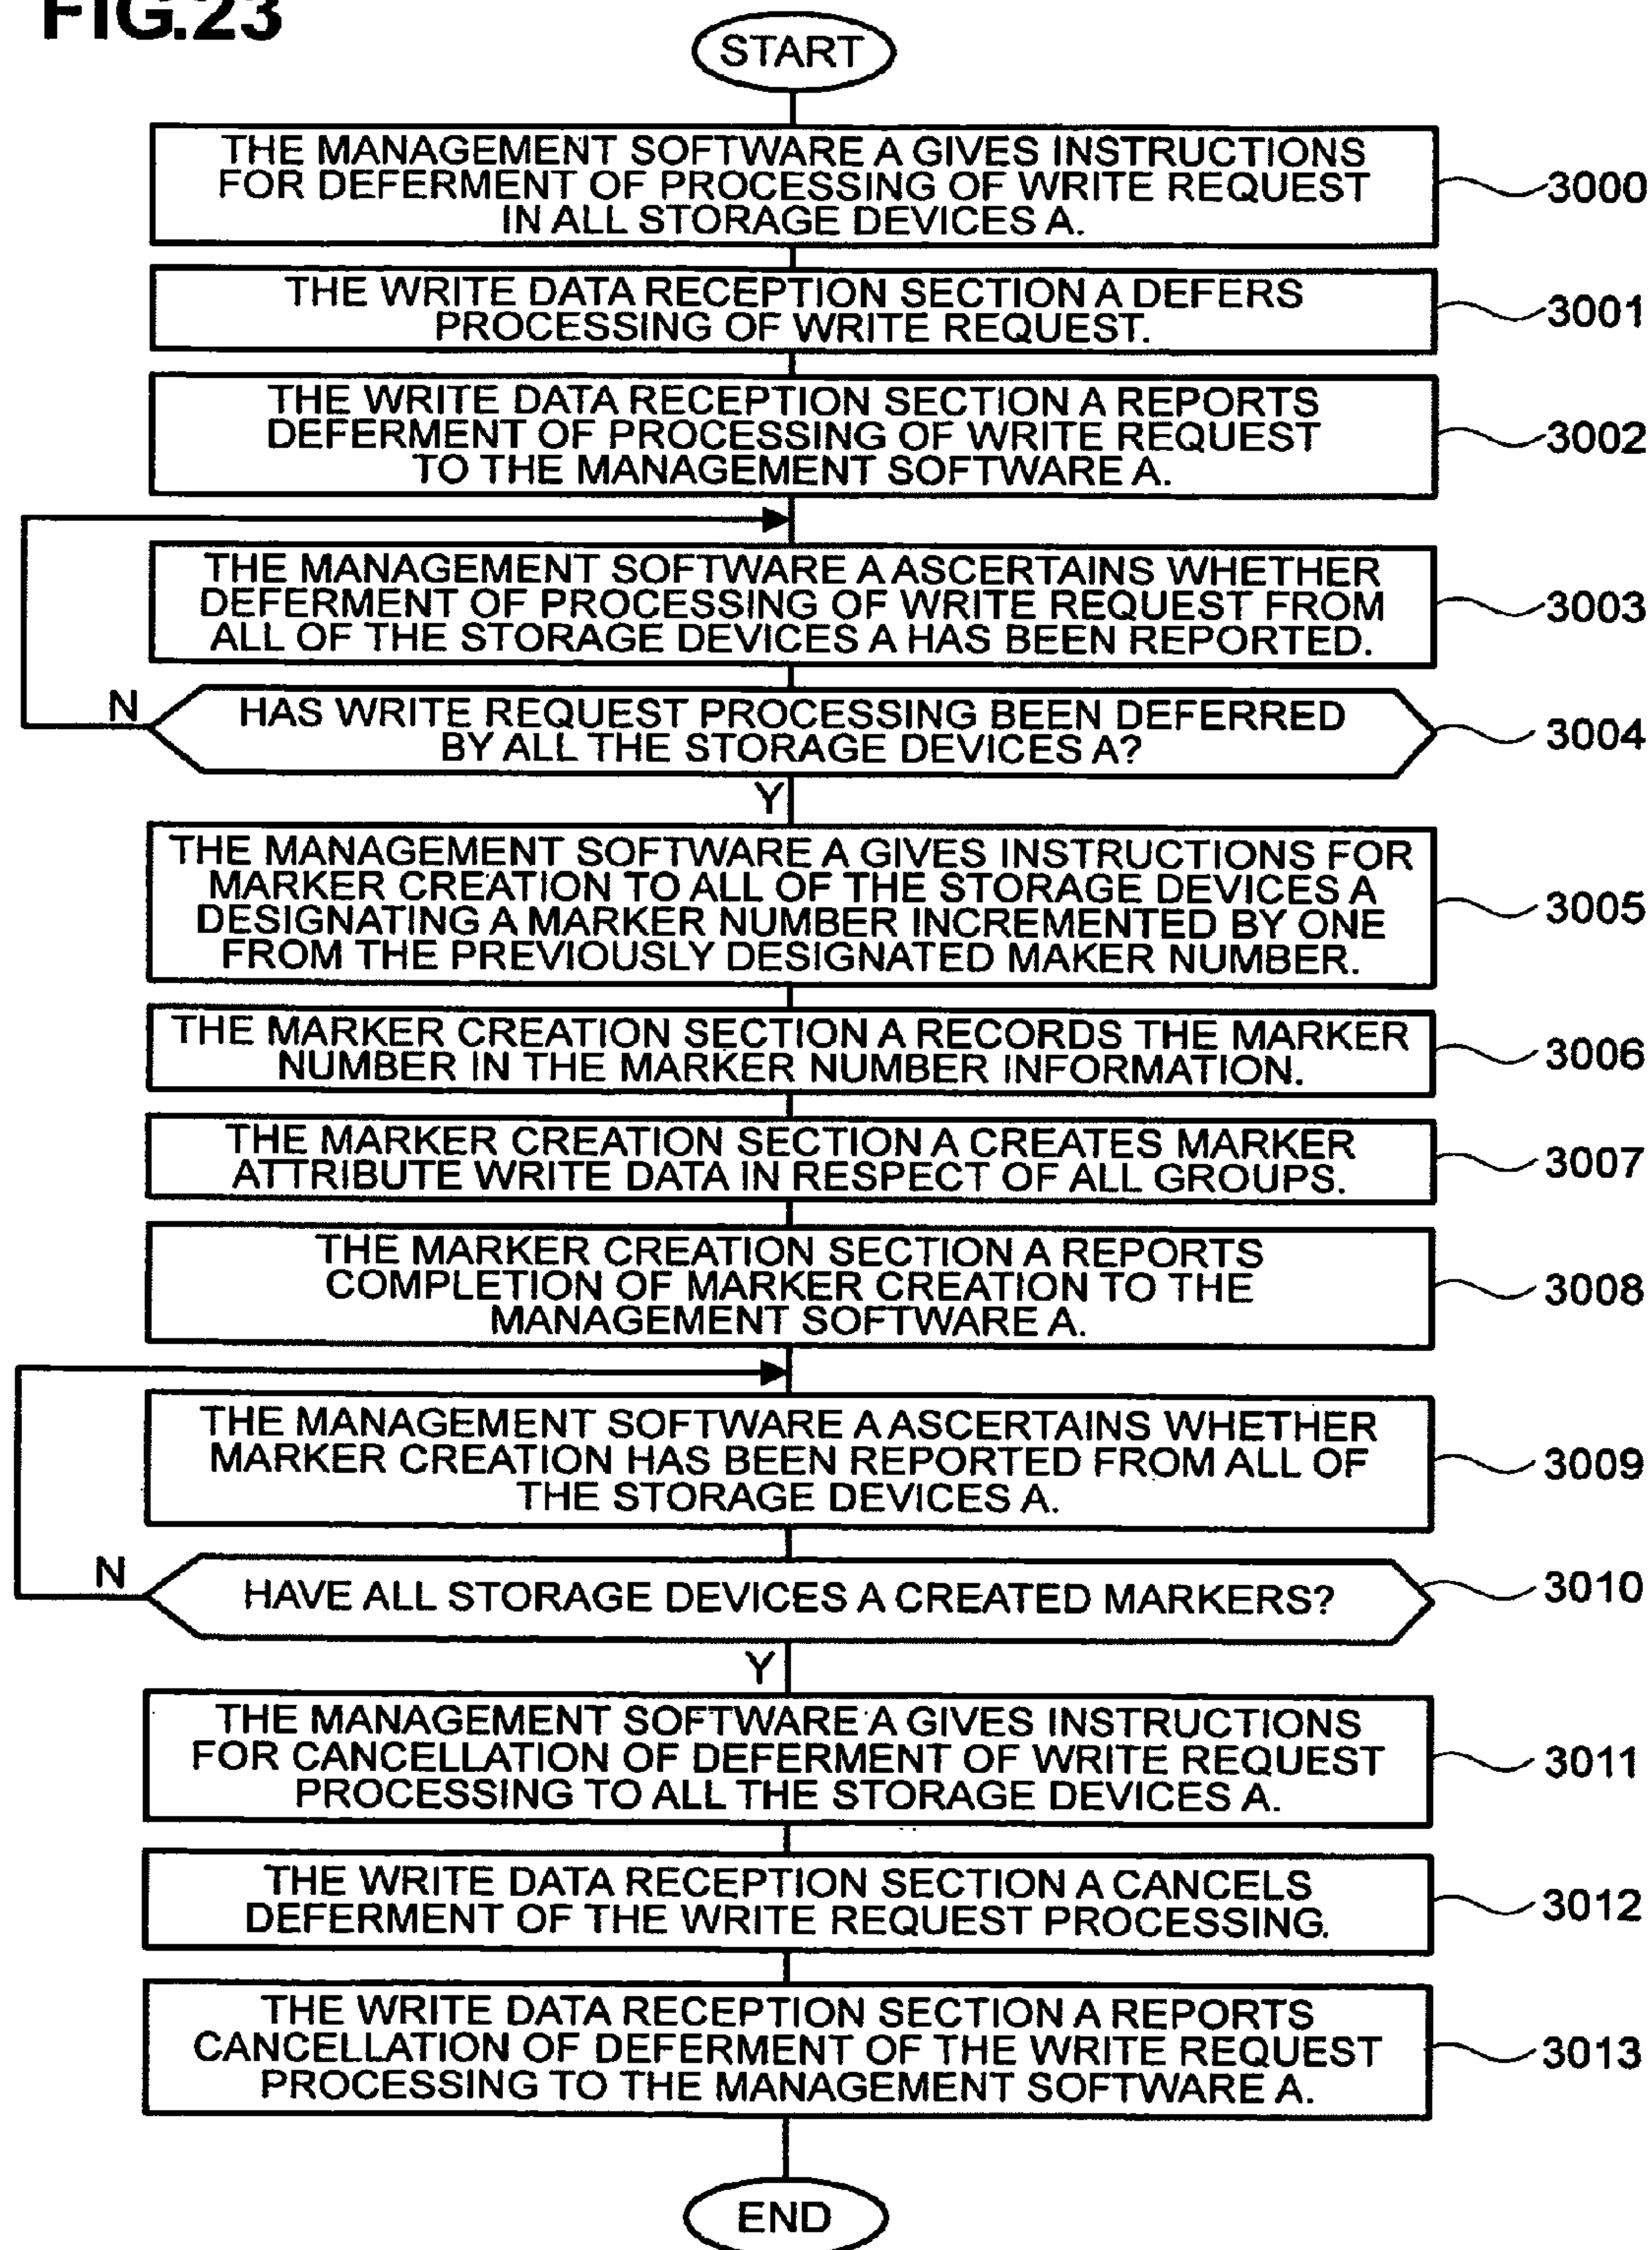 FIG.23
START
THE MANAGEMENT SOFTWARE A GIVES INSTRUCTIONS
FOR DEFERMENT OF PROCESSING OF WRITE REQUEST
IN ALL STORAGE DEVICES A.
3000
THE WRITE DATA RECEPTION SECTION A DEFERS
PROCESSING OF WRITE REQUEST.
3001
THE WRITE DATA RECEPTION SECTION A REPORTS
DEFERMENT OF PROCESSING OF WRITE REQUEST
TO THE MANAGEMENT SOFTWARE A.
3002
THE MANAGEMENT SOFTWARE A ASCERTAINS WHETHER
DEFERMENT OF PROCESSING OF WRITE REQUEST FROM
ALL OF THE STORAGE DEVICES A HAS BEEN REPORTED.
3003
N
HAS WRITE REQUEST PROCESSING BEEN DEFERRED
BY ALL THE STORAGE DEVICES A?
3004
Y
THE MANAGEMENT SOFTWARE A GIVES INSTRUCTIONS FOR
MARKER CREATION TO ALL OF THE STORAGE DEVICES A
DESIGNATING A MARKER NUMBER INCREMENTED BY ONE
FROM THE PREVIOUSLY DESIGNATED MAKER NUMBER.
3005
THE MARKER CREATION SECTION A RECORDS THE MARKER
NUMBER IN THE MARKER NUMBER INFORMATION.
3006
THE MARKER CREATION SECTION A CREATES MARKER
ATTRIBUTE WRITE DATA IN RESPECT OF ALL GROUPS.
3007
THE MARKER CREATION SECTION A REPORTS
COMPLETION OF MARKER CREATION TO THE
MANAGEMENT SOFTWARE A.
3008
THE MANAGEMENT SOFTWARE A ASCERTAINS WHETHER
MARKER CREATION HAS BEEN REPORTED FROM ALL OF
THE STORAGE DEVICES A.
3009
N
HAVE ALL STORAGE DEVICES A CREATED MARKERS?
3010
Y
THE MANAGEMENT SOFTWARE A GIVES INSTRUCTIONS
FOR CANCELLATION OF DEFERMENT OF WRITE REQUEST
PROCESSING TO ALL THE STORAGE DEVICES A.
3011
THE WRITE DATA RECEPTION SECTION A CANCELS
DEFERMENT OF THE WRITE REQUEST PROCESSING.
3012
THE WRITE DATA RECEPTION SECTION A REPORTS
CANCELLATION OF DEFERMENT OF THE WRITE REQUEST
PROCESSING TO THE MANAGEMENT SOFTWARE A.
3013
END